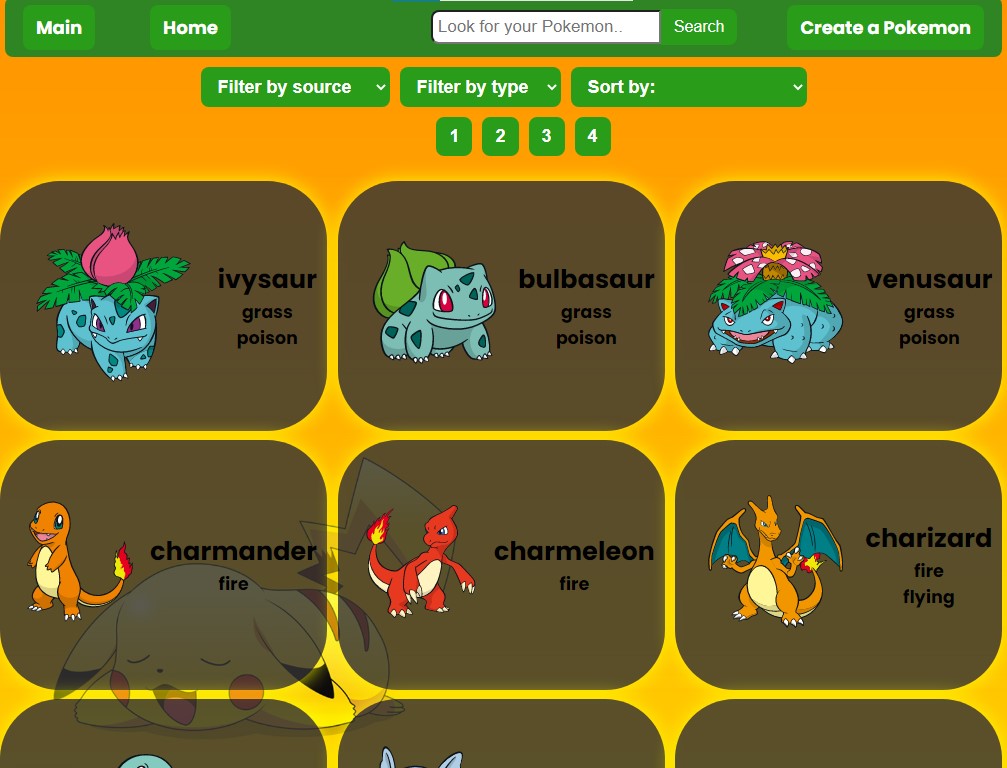 Main
Home
Look for your Pokemon..
Search
Create a Pokemon
Filter by source
Filter by type
Sort by:
1
2
3
4
ivysaur
grass
poison
bulbasaur
grass
poison
venusaur
grass
poison
charmander
fire
charmeleon
fire
charizard
fire
flying